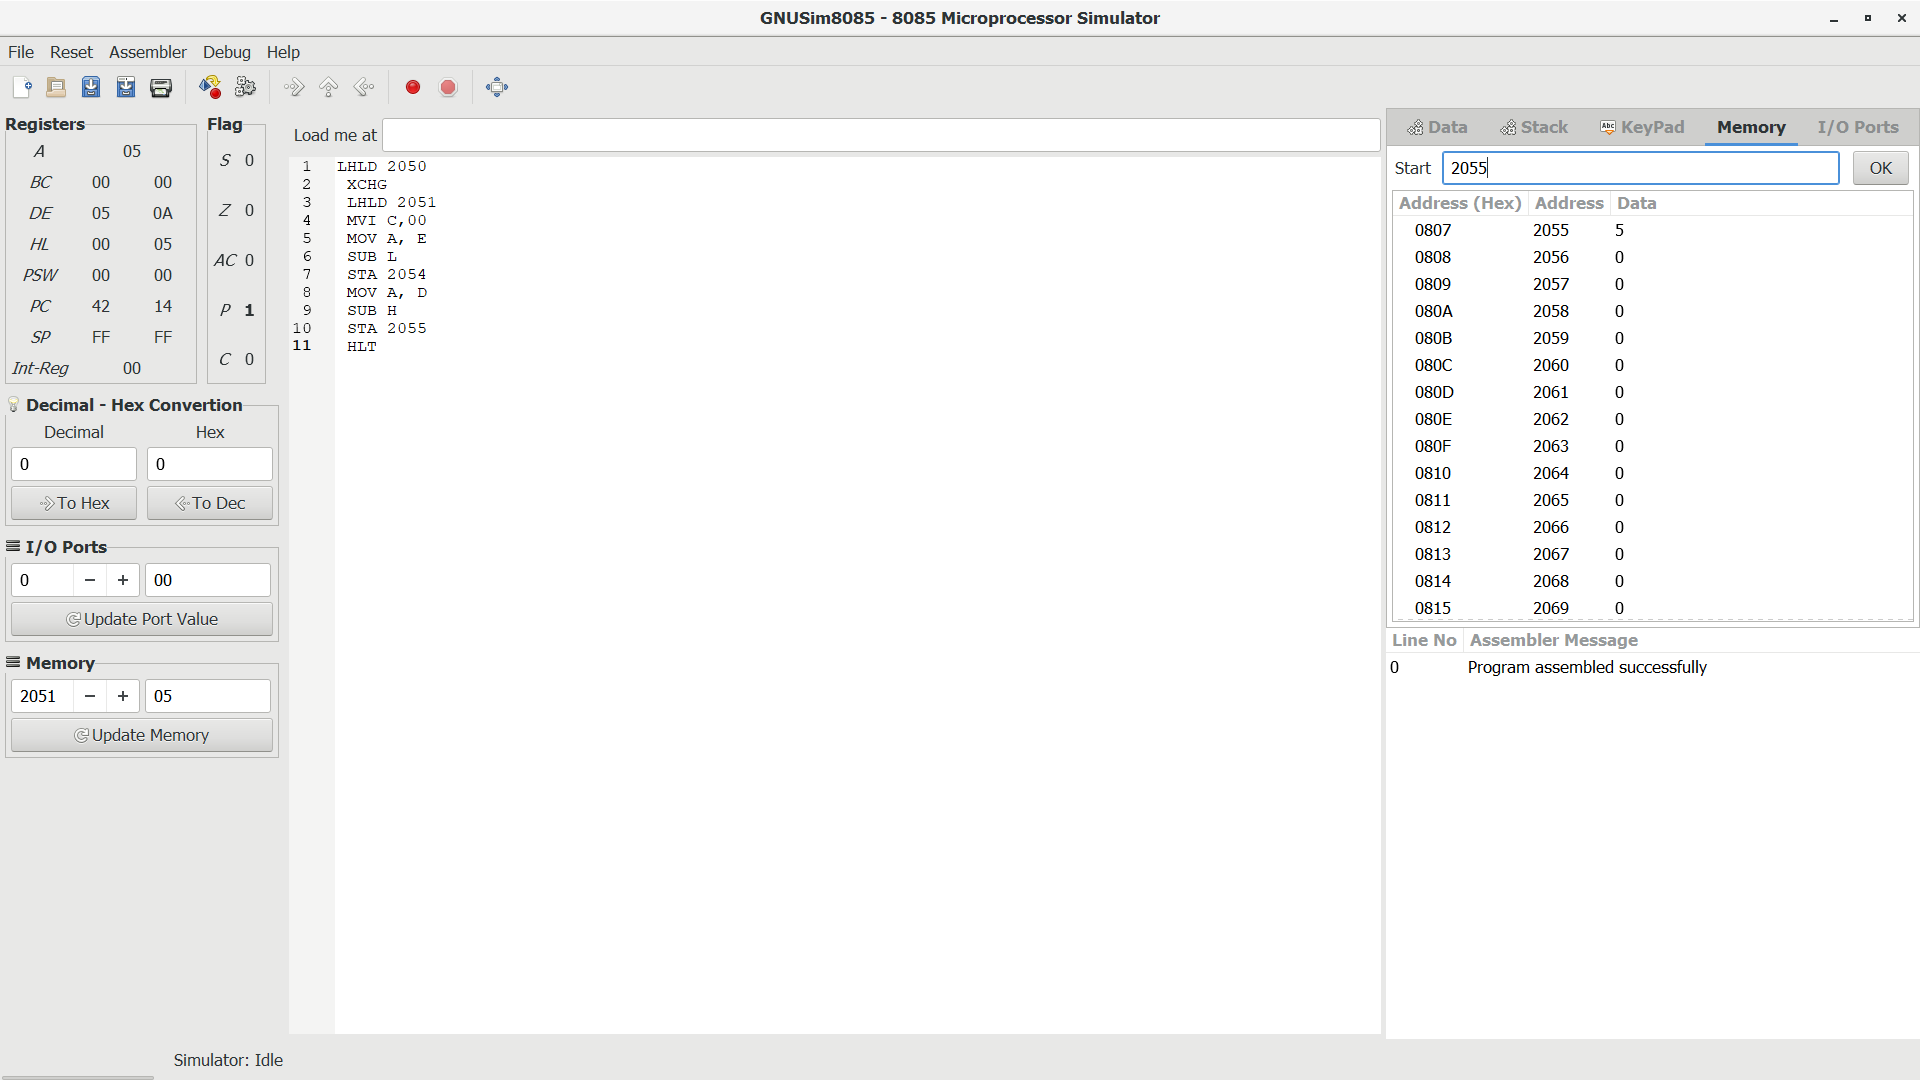 GNUSim8085 - 8085 Microprocessor Simulator
File Reset Assembler Debug Help
Registers
A 05
BC 00 00
DE 05 0A
HL 00 05
PSW 00 00
PC 42 14
SP FF FF
Int-Reg 00
Flag
S 0
Z 0
AC 0
P 1
C 0
Decimal - Hex Convertion
Decimal Hex
0 0
To Hex To Dec
I/O Ports
0 − + 00
Update Port Value
Memory
2051 − + 05
Update Memory
Load me at
1 LHLD 2050
2 XCHG
3 LHLD 2051
4 MVI C,00
5 MOV A, E
6 SUB L
7 STA 2054
8 MOV A, D
9 SUB H
10 STA 2055
11 HLT
Data Stack Abc KeyPad Memory I/O Ports
Start 2055 OK
Address (Hex) Address Data
0807 2055 5
0808 2056 0
0809 2057 0
080A 2058 0
080B 2059 0
080C 2060 0
080D 2061 0
080E 2062 0
080F 2063 0
0810 2064 0
0811 2065 0
0812 2066 0
0813 2067 0
0814 2068 0
0815 2069 0
Line No Assembler Message
0 Program assembled successfully
Simulator: Idle